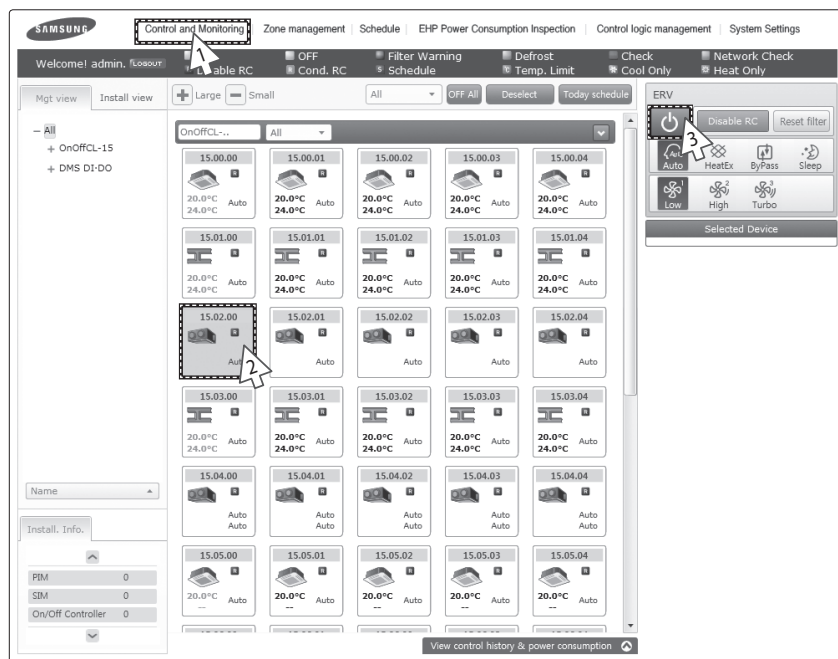 SAMSUNG
Control and Monitoring Zone management Schedule EHP Power Consumption Inspection Control logic management System Settings
Welcome! admin. LOGOUT
OFF Filter Warning Defrost Check Network Check
Cond. RC Schedule Temp. Limit Cool Only Heat Only
1
Mgt view Install view
Large Small All OFF All Deselect Today schedule
ERV
Disable RC Reset filter
3
Auto HeatEx ByPass Sleep
1 2 3
Low High Turbo
Selected Device
All
OnOffCL-15
DMS DI-DO
OnOffCL-.. All
15.00.00 15.00.01 15.00.02 15.00.03 15.00.04
R R R R R
20.0°C 20.0°C 20.0°C 20.0°C 20.0°C
Auto Auto Auto Auto Auto
24.0°C 24.0°C 24.0°C 24.0°C 24.0°C
15.01.00 15.01.01 15.01.02 15.01.03 15.01.04
R R R R R
20.0°C 20.0°C 20.0°C 20.0°C 20.0°C
Auto Auto Auto Auto Auto
24.0°C 24.0°C 24.0°C 24.0°C 24.0°C
15.02.00 15.02.01 15.02.02 15.02.03 15.02.04
R R R R R
Auto Auto Auto Auto
2
15.03.00 15.03.01 15.03.02 15.03.03 15.03.04
R R R R R
20.0°C 20.0°C 20.0°C 20.0°C 20.0°C
Auto Auto Auto Auto Auto
24.0°C 24.0°C 24.0°C 24.0°C 24.0°C
15.04.00 15.04.01 15.04.02 15.04.03 15.04.04
R R R R R
Auto Auto Auto Auto Auto
Auto Auto Auto Auto Auto
15.05.00 15.05.01 15.05.02 15.05.03 15.05.04
R R R R R
20.0°C 20.0°C 20.0°C 20.0°C 20.0°C
Auto Auto Auto Auto Auto
-- -- -- -- --
Name
Install. Info.
PIM 0
SIM 0
On/Off Controller 0
View control history & power consumption